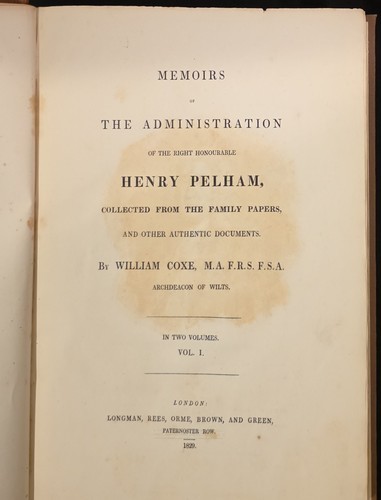 MEMOIRS
OF
THE ADMINISTRATION
OF THE RIGHT HONOURABLE
HENRY PELHAM,
COLLECTED FROM THE FAMILY PAPERS,
AND OTHER AUTHENTIC DOCUMENTS.
BY WILLIAM COXE, M.A. F.R.S. F.S.A.
ARCHDEACON OF WILTS.
IN TWO VOLUMES.
VOL. I.
LONDON:
LONGMAN, REES, ORME, BROWN, AND GREEN,
PATERNOSTER ROW.
1829.